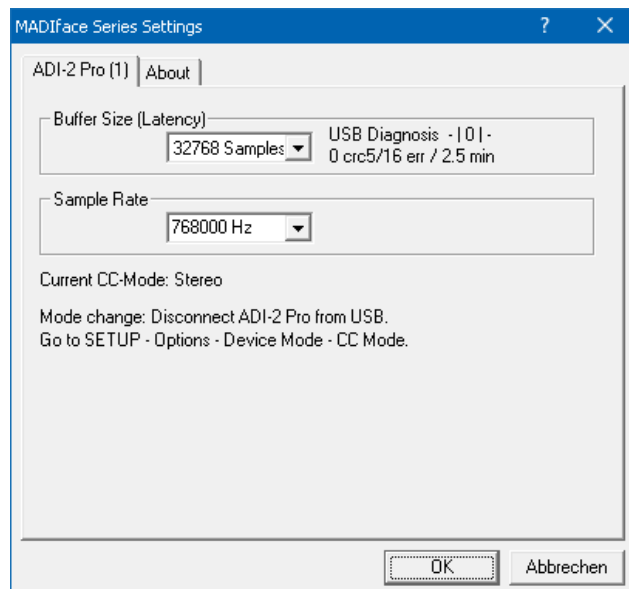 MADIface Series Settings
ADI-2 Pro (1)
About
Buffer Size (Latency)
32768 Samples
USB Diagnosis - | 0 | -
0 crc5/16 err / 2.5 min
Sample Rate
768000 Hz
Current CC-Mode: Stereo
Mode change: Disconnect ADI-2 Pro from USB.
Go to SETUP - Options - Device Mode - CC Mode.
OK
Abbrechen